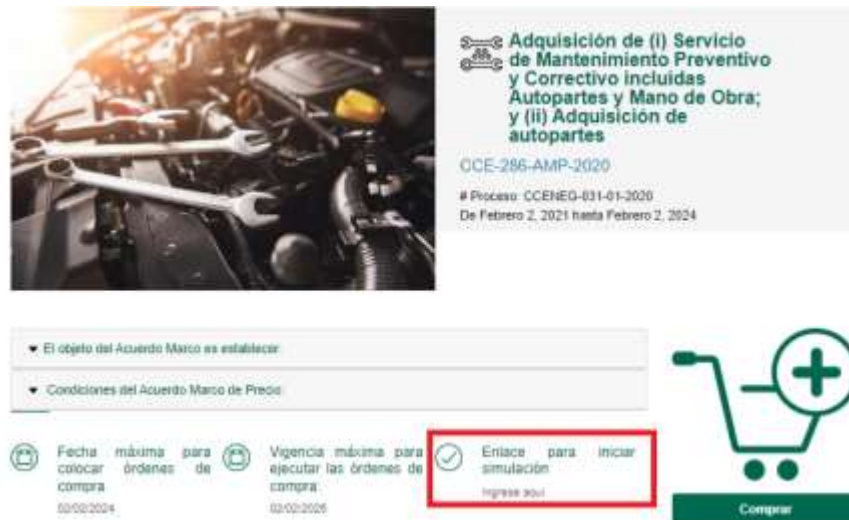 Adquisición de (i) Servicio
de Mantenimiento Preventivo
y Correctivo incluidas
Autopartes y Mano de Obra;
y (ii) Adquisición de
autopartes
CCE-286-AMP-2020
# Proceso: CCENEG-031-01-2020
De Febrero 2, 2021 hasta Febrero 2, 2024
El objeto del Acuerdo Marco es establecer:
Condiciones del Acuerdo Marco de Precio:
Fecha máxima para
colocar órdenes de
compra
02/02/2024
Vigencia máxima para
ejecutar las órdenes de
compra
02/02/2025
Enlace para iniciar
simulación
Ingrese aquí
Comprar